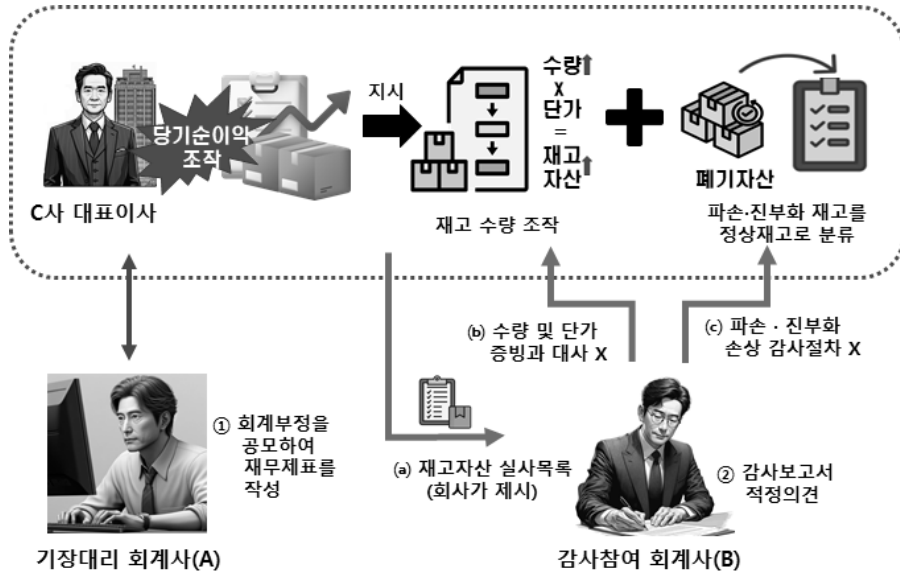 당기순이익
조작
C사 대표이사
지시
수량↑
X
단가
=
재고
자산↑
재고 수량 조작
폐기자산
파손·진부화 재고를
정상재고로 분류
ⓑ 수량 및 단가
증빙과 대사 X
ⓒ 파손 · 진부화
손상 감사절차 X
① 회계부정을
공모하여
재무제표를
작성
ⓐ 재고자산 실사목록
(회사가 제시)
② 감사보고서
적정의견
기장대리 회계사(A)
감사참여 회계사(B)